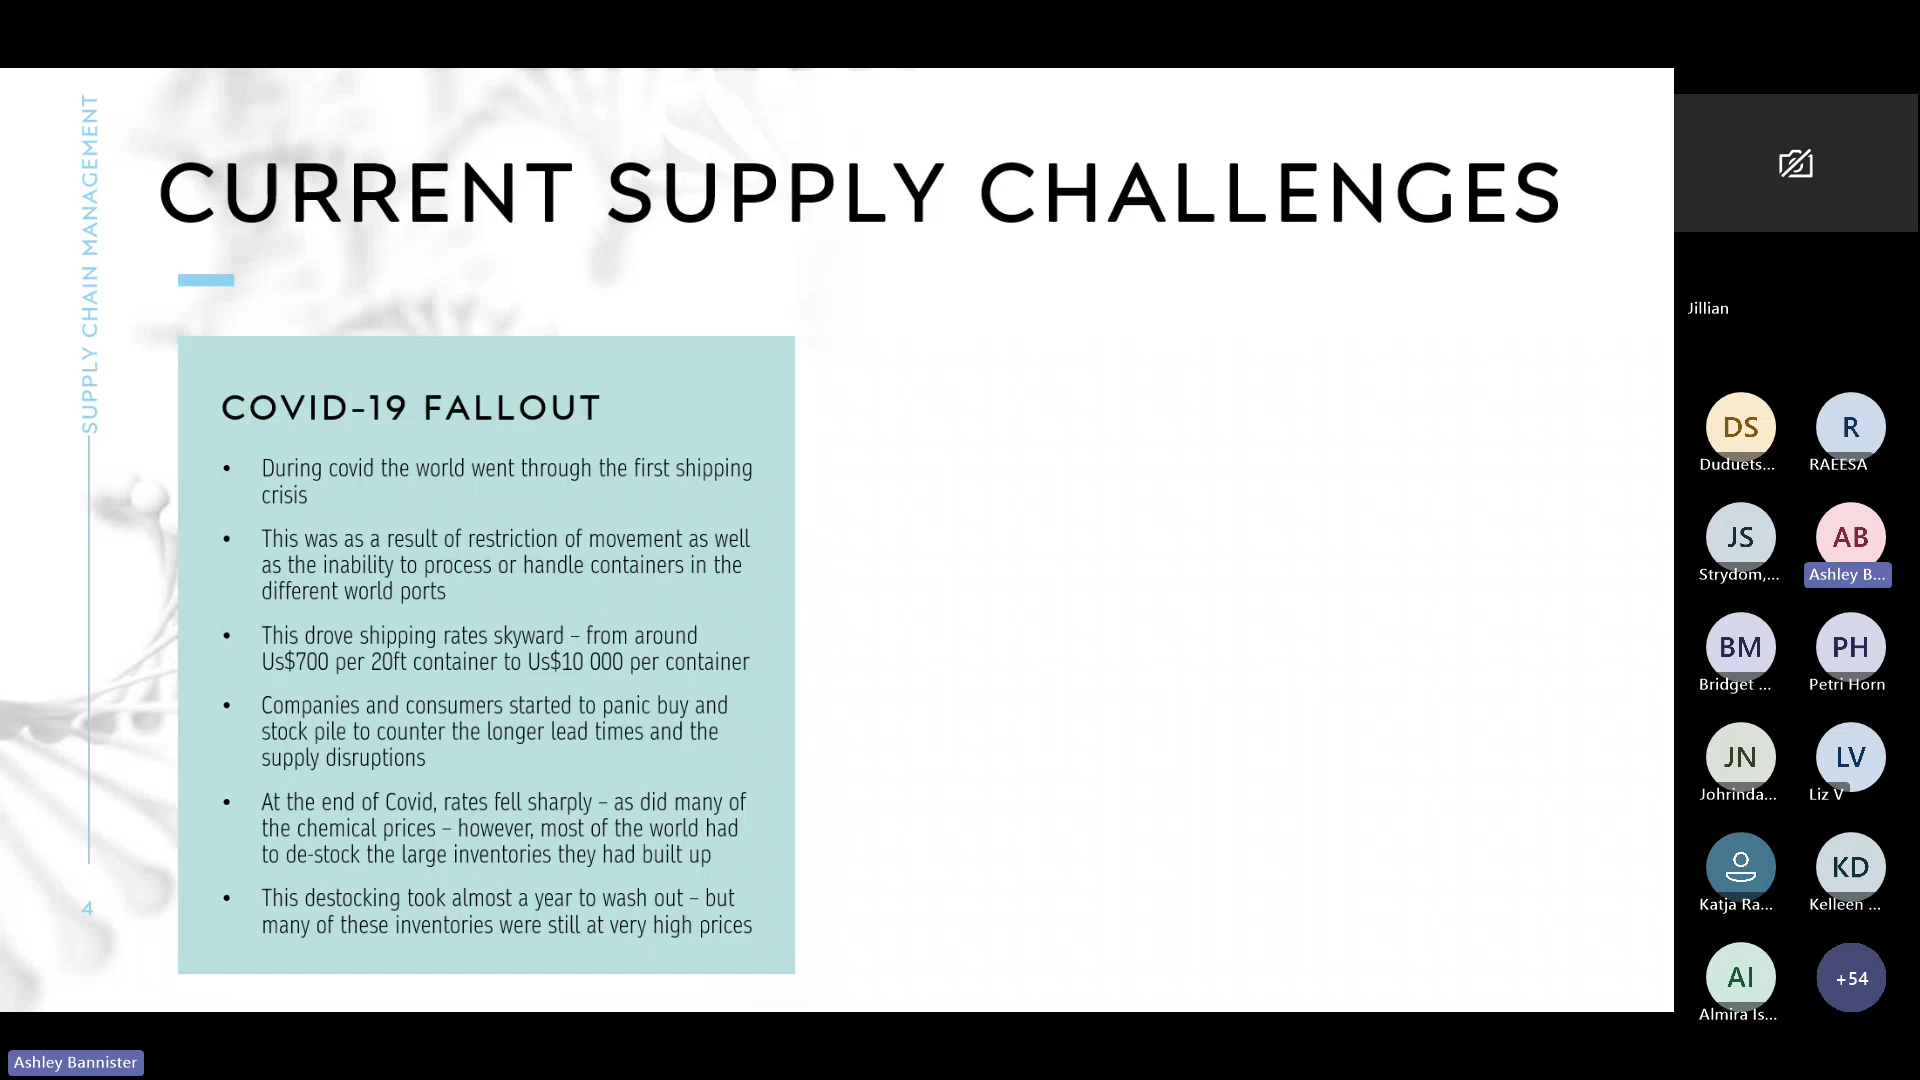 SUPPLY CHAIN MANAGEMENT
CURRENT SUPPLY CHALLENGES
COVID-19 FALLOUT
• During covid the world went through the first shipping
crisis
• This was as a result of restriction of movement as well
as the inability to process or handle containers in the
different world ports
• This drove shipping rates skyward – from around
Us$700 per 20ft container to Us$10 000 per container
• Companies and consumers started to panic buy and
stock pile to counter the longer lead times and the
supply disruptions
• At the end of Covid, rates fell sharply – as did many of
the chemical prices – however, most of the world had
to de-stock the large inventories they had built up
• This destocking took almost a year to wash out – but
many of these inventories were still at very high prices
4
Jillian
DS
Duduets...
R
RAEESA
JS
Strydom,...
AB
Ashley B...
BM
Bridget ...
PH
Petri Horn
JN
Johrinda...
LV
Liz V
Katja Ra...
KD
Kelleen ...
AI
Almira Is...
+54
Ashley Bannister